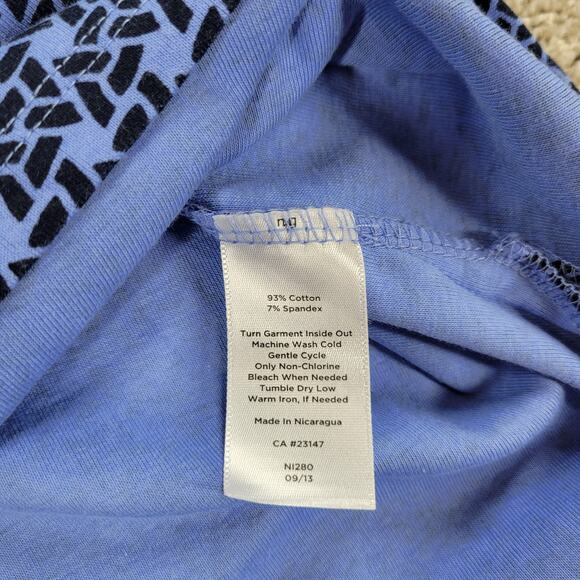 93% Cotton
7% Spandex
Turn Garment Inside Out
Machine Wash Cold
Gentle Cycle
Only Non-Chlorine
Bleach When Needed
Tumble Dry Low
Warm Iron, If Needed
Made In Nicaragua
CA #23147
NI280
09/13